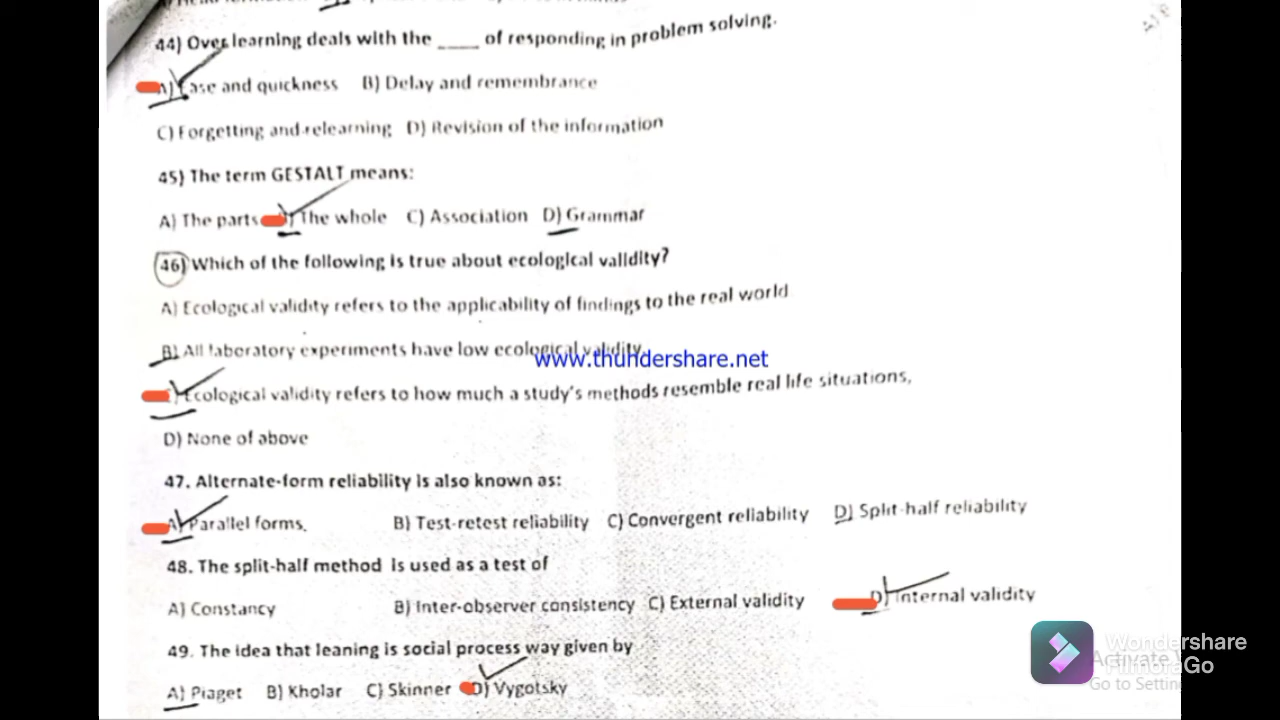 44) Over learning deals with the ____ of responding in problem solving.
A) Ease and quickness B) Delay and remembrance
C) Forgetting and relearning D) Revision of the information
45) The term GESTALT means:
A) The parts B) The whole C) Association D) Grammar
46) Which of the following is true about ecological validity?
A) Ecological validity refers to the applicability of findings to the real world
B) All laboratory experiments have low ecological validity.
www.thundershare.net
Ecological validity refers to how much a study's methods resemble real life situations,
D) None of above
47. Alternate-form reliability is also known as:
A) Parallel forms. B) Test-retest reliability C) Convergent reliability D) Split-half reliability
48. The split-half method is used as a test of
A) Constancy B) Inter-observer consistency C) External validity D) Internal validity
49. The idea that leaning is social process way given by
A) Piaget B) Kholar C) Skinner D) Vygotsky
Wondershare
Filmora Go
Activate
Go to Settin